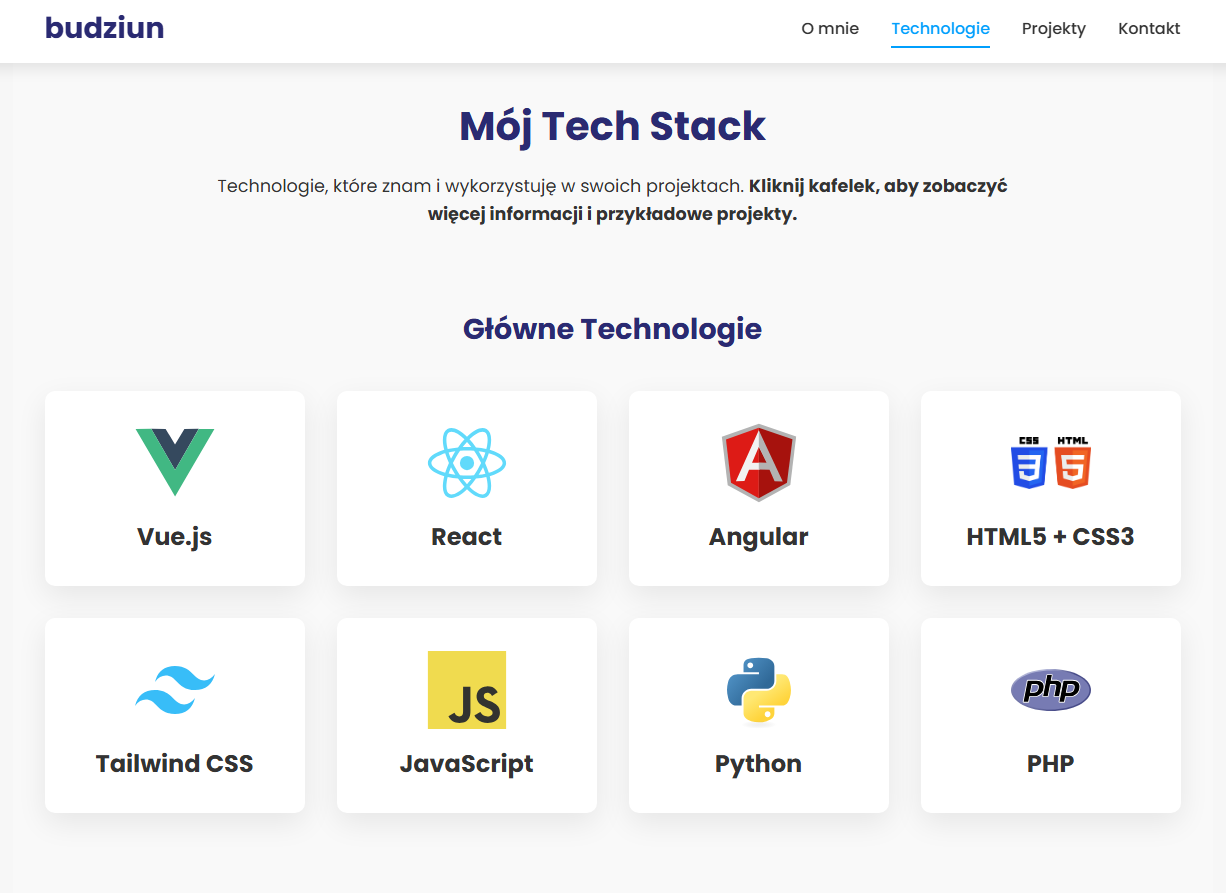 budziun
O mnie Technologie Projekty Kontakt
Mój Tech Stack
Technologie, które znam i wykorzystuję w swoich projektach. Kliknij kafelek, aby zobaczyć
więcej informacji i przykładowe projekty.
Główne Technologie
CSS HTML
3 5
Vue.js React Angular HTML5 + CSS3
JS php
Tailwind CSS JavaScript Python PHP